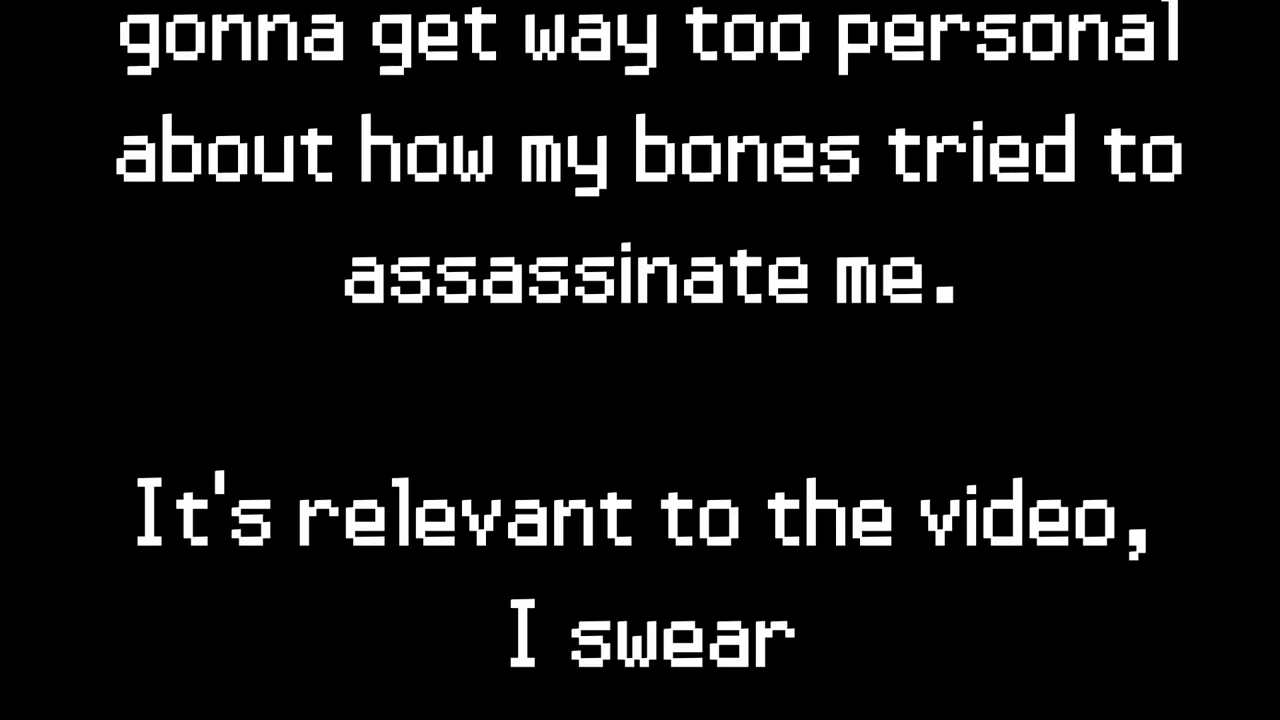 gonna get way too personal
about how my bones tried to
assassinate me.
It's relevant to the video,
I swear